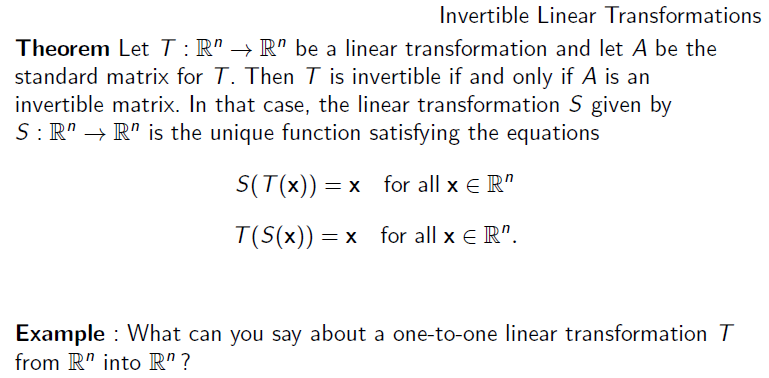 Invertible Linear Transformations
Theorem Let T : ℝⁿ → ℝⁿ be a linear transformation and let A be the
standard matrix for T. Then T is invertible if and only if A is an
invertible matrix. In that case, the linear transformation S given by
S : ℝⁿ → ℝⁿ is the unique function satisfying the equations
S(T(x)) = x for all x ∈ ℝⁿ
T(S(x)) = x for all x ∈ ℝⁿ.
Example : What can you say about a one-to-one linear transformation T
from ℝⁿ into ℝⁿ ?